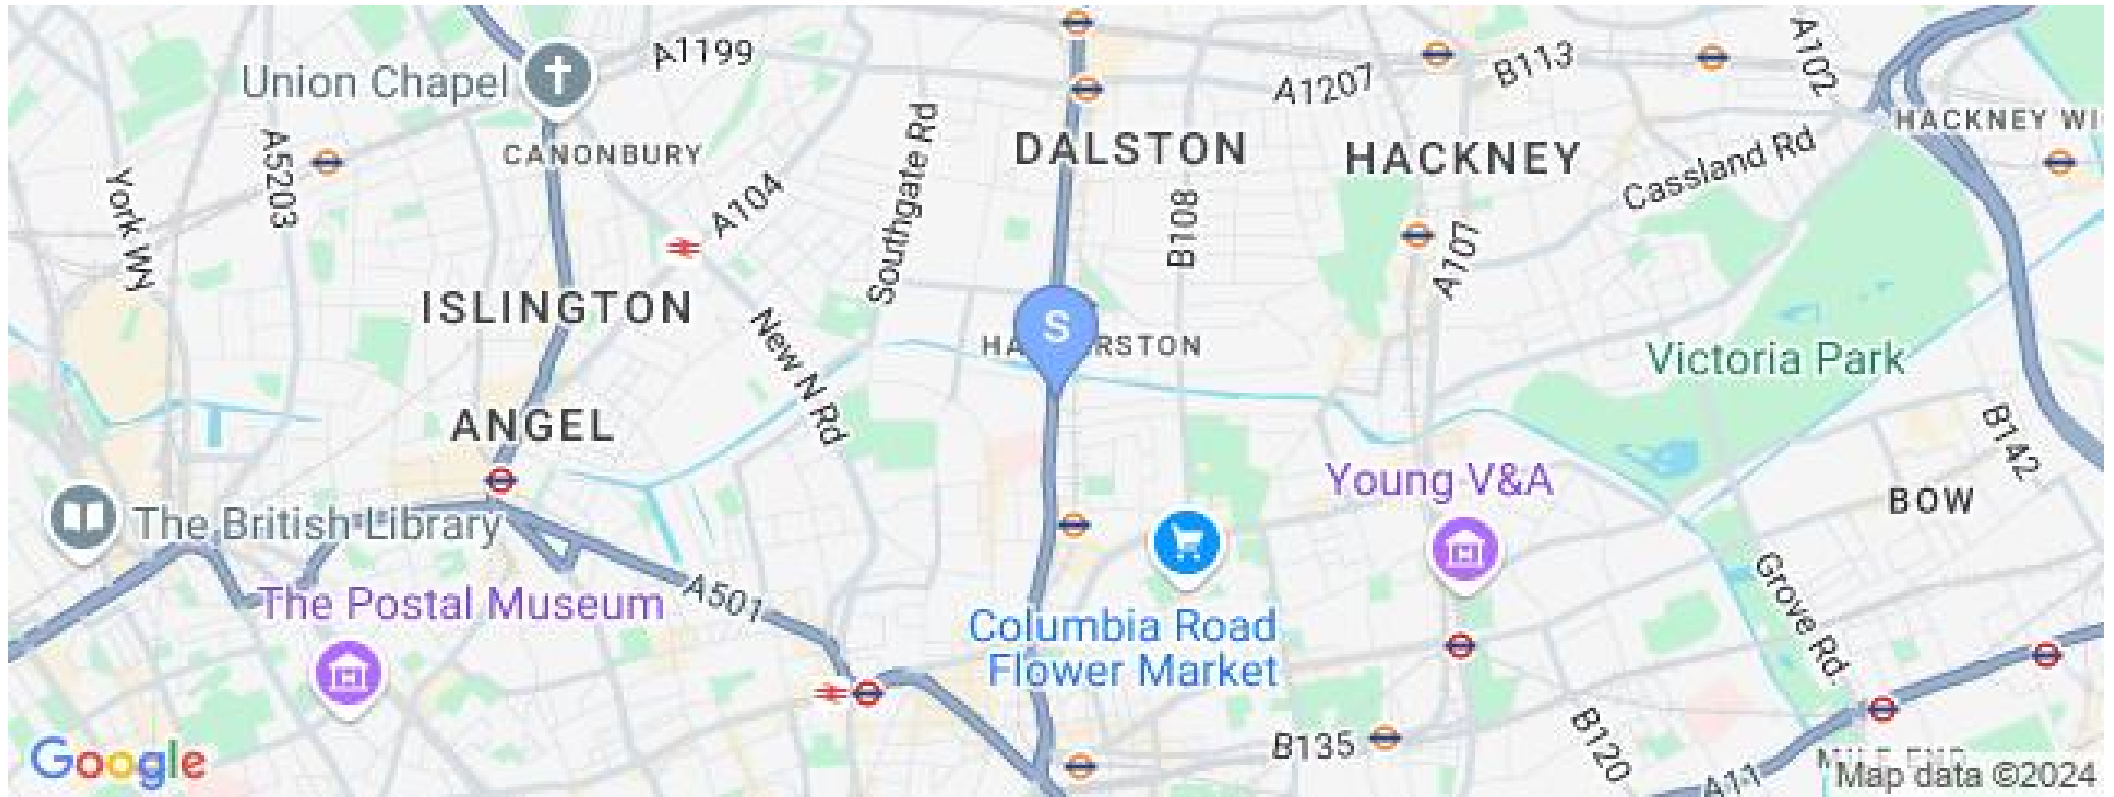 A1199
Union Chapel
A1207
B113
A102
HACKNEY WI
A5203
CANONBURY
DALSTON
HACKNEY
Cassland Rd
York Wy
A104
Southgate Rd
B108
A107
ISLINGTON
S
New N Rd
Victoria Park
ANGEL
B142
Young V&A
BOW
The British Library
The Postal Museum
A501
Columbia Road
Flower Market
Grove Rd.
B135
B120
A11
Google
Map data ©2024